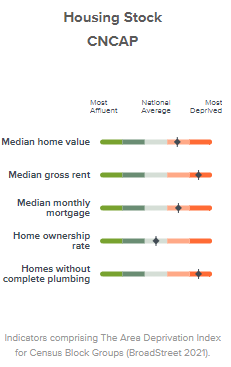 Housing Stock
CNCAP
Most National Most
Affluent Average Deprived
Median home value
Median gross rent
Median monthly
mortgage
Home ownership
rate
Homes without
complete plumbing
Indicators comprising The Area Deprivation Index
for Census Block Groups (BroadStreet 2021).